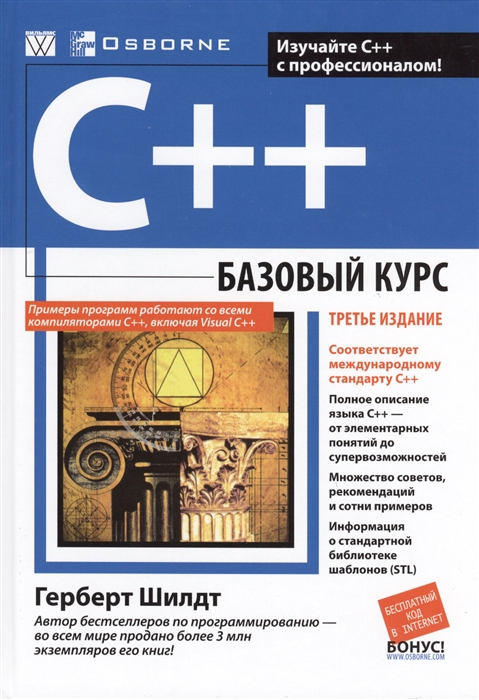 ВИЛЬЯМС
Mc
Graw
Hill
OSBORNE
Изучайте C++
с профессионалом!
C++
БАЗОВЫЙ КУРС
Примеры программ работают со всеми
компиляторами C++, включая Visual C++
ТРЕТЬЕ ИЗДАНИЕ
Соответствует
международному
стандарту C++
Полное описание
языка C++ —
от элементарных
понятий до
супервозможностей
Множество советов,
рекомендаций
и сотни примеров
Информация
о стандартной
библиотеке
шаблонов (STL)
Герберт Шилдт
Автор бестселлеров по программированию —
во всем мире продано более 3 млн
экземпляров его книг!
БЕСПЛАТНЫЙ
КОД
В INTERNET
БОНУС!
WWW.OSBORNE.COM